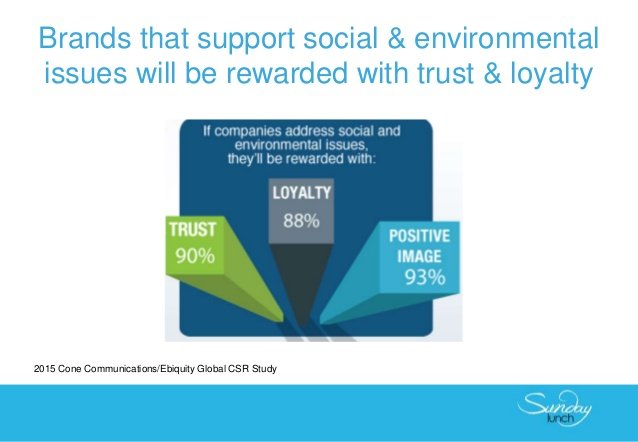 Brands that support social & environmental
issues will be rewarded with trust & loyalty
If companies address social and
environmental issues,
they'll be rewarded with:
LOYALTY
88%
TRUST
90%
POSITIVE
IMAGE
93%
2015 Cone Communications/Ebiquity Global CSR Study
Sunday
lunch